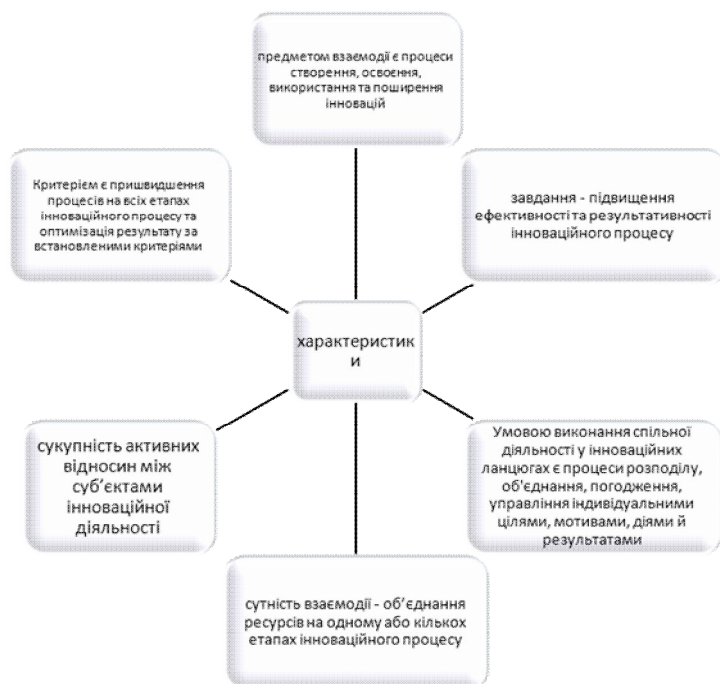 предметом взаємодії є процеси
створення, освоєння,
використання та поширення
інновацій
Критерієм є пришвидшення
процесів на всіх етапах
інноваційного процесу та
оптимізація результату за
встановленими критеріями
завдання - підвищення
ефективності та результативності
інноваційного процесу
характеристик
и
сукупність активних
відносин між
суб’єктами
інноваційної
діяльності
Умовою виконання спільної
діяльності у інноваційних
ланцюгах є процеси розподілу,
об'єднання, погодження,
управління індивідуальними
цілями, мотивами, діями й
результатами
сутність взаємодії - об’єднання
ресурсів на одному або кількох
етапах інноваційного процесу